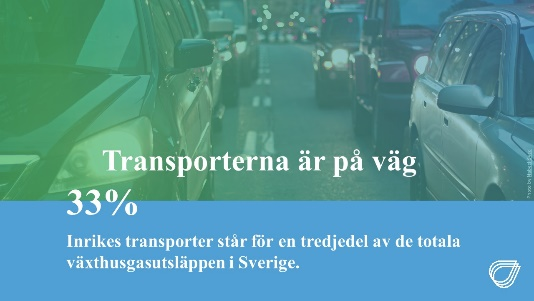 Transporterna är på väg
33%
Inrikes transporter står för en tredjedel av de totala
växthusgasutsläppen i Sverige.